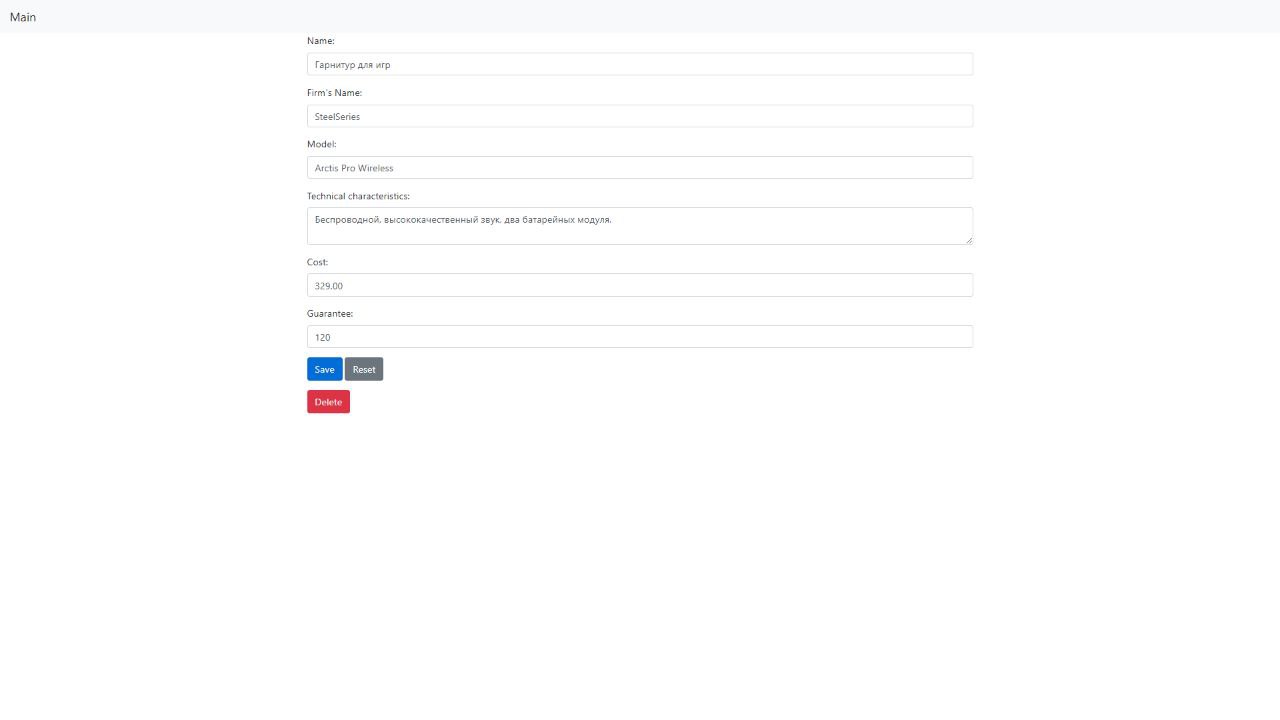 Main
Name:
Гарнитур для игр
Firm's Name:
SteelSeries
Model:
Arctis Pro Wireless
Technical characteristics:
Беспроводной, высококачественный звук, два батарейных модуля.
Cost:
329.00
Guarantee:
120
Save Reset
Delete